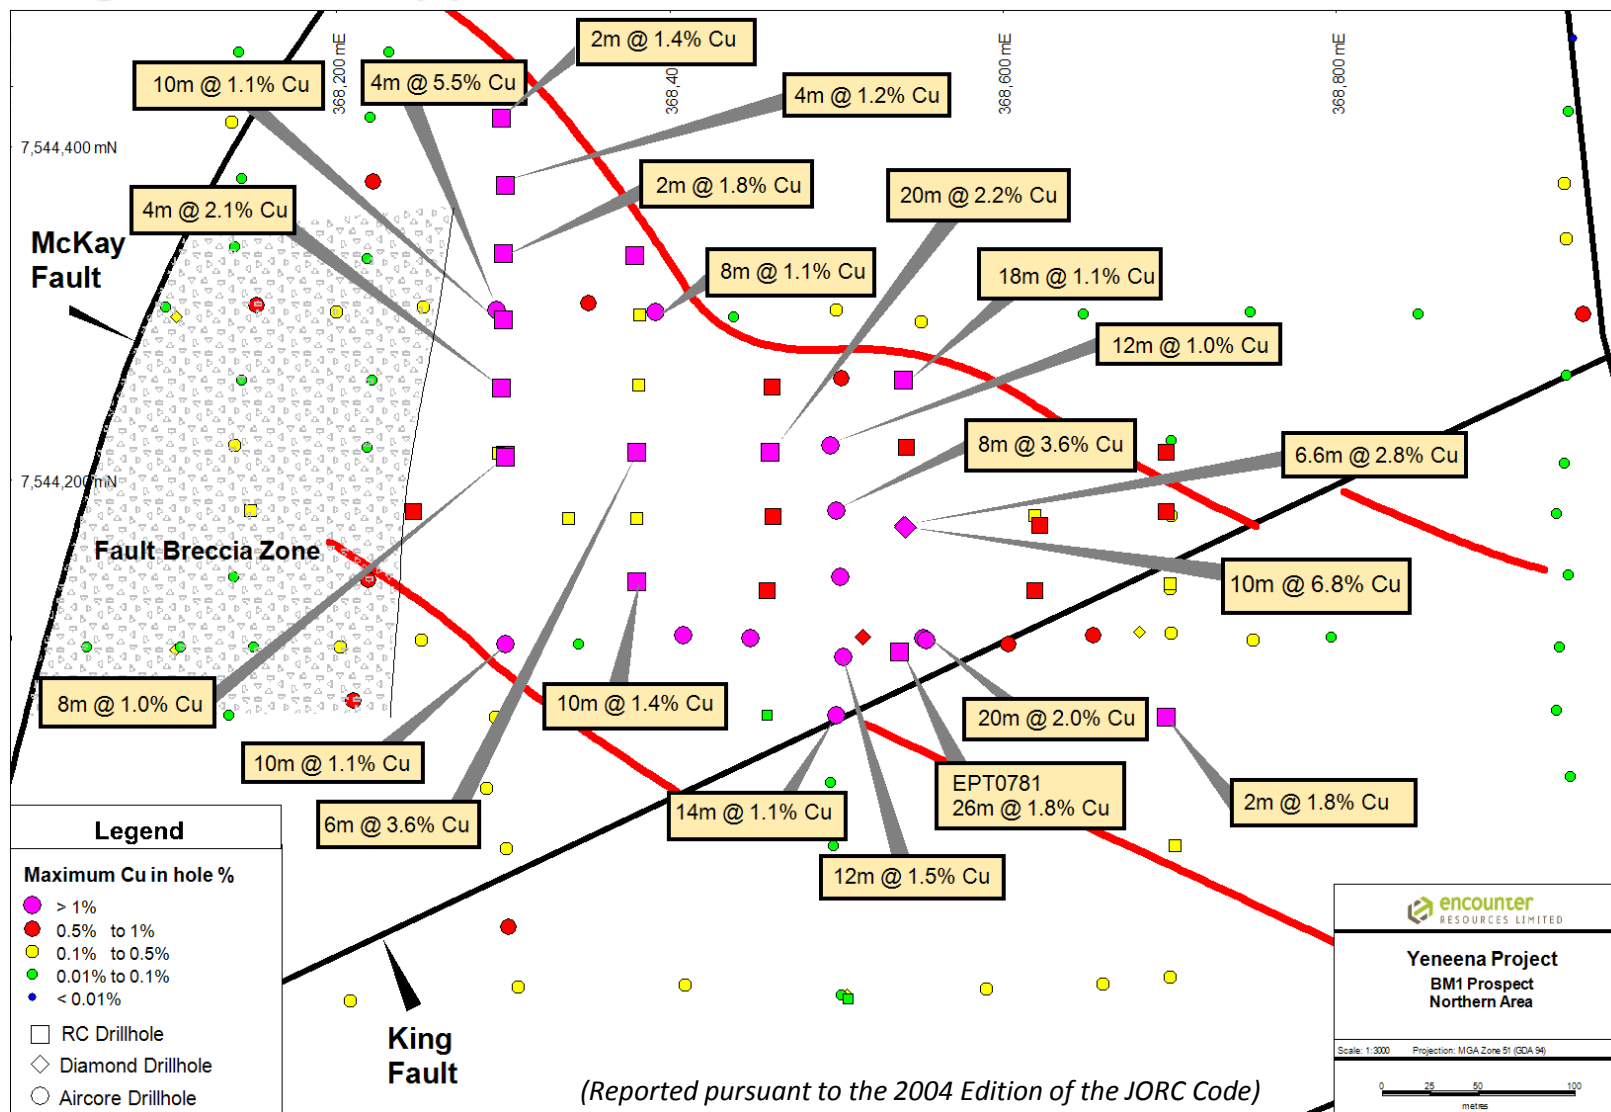 368,200 mE
368,40
368,600 mE
368,800 mE
2m @ 1.4% Cu
10m @ 1.1% Cu
4m @ 5.5% Cu
4m @ 1.2% Cu
7,544,400 mN
2m @ 1.8% Cu
20m @ 2.2% Cu
4m @ 2.1% Cu
McKay
Fault
8m @ 1.1% Cu
18m @ 1.1% Cu
12m @ 1.0% Cu
8m @ 3.6% Cu
6.6m @ 2.8% Cu
7,544,200 mN
Fault Breccia Zone
10m @ 6.8% Cu
8m @ 1.0% Cu
10m @ 1.4% Cu
20m @ 2.0% Cu
10m @ 1.1% Cu
EPT0781
26m @ 1.8% Cu
2m @ 1.8% Cu
14m @ 1.1% Cu
6m @ 3.6% Cu
12m @ 1.5% Cu
Legend
Maximum Cu in hole %
> 1%
0.5% to 1%
0.1% to 0.5%
0.01% to 0.1%
< 0.01%
RC Drillhole
Diamond Drillhole
Aircore Drillhole
King
Fault
(Reported pursuant to the 2004 Edition of the JORC Code)
encounter
RESOURCES LIMITED
Yeneena Project
BM1 Prospect
Northern Area
Scale: 1:3000 Projection: MGA Zone 51 (GDA 94)
0 25 50 100
metres